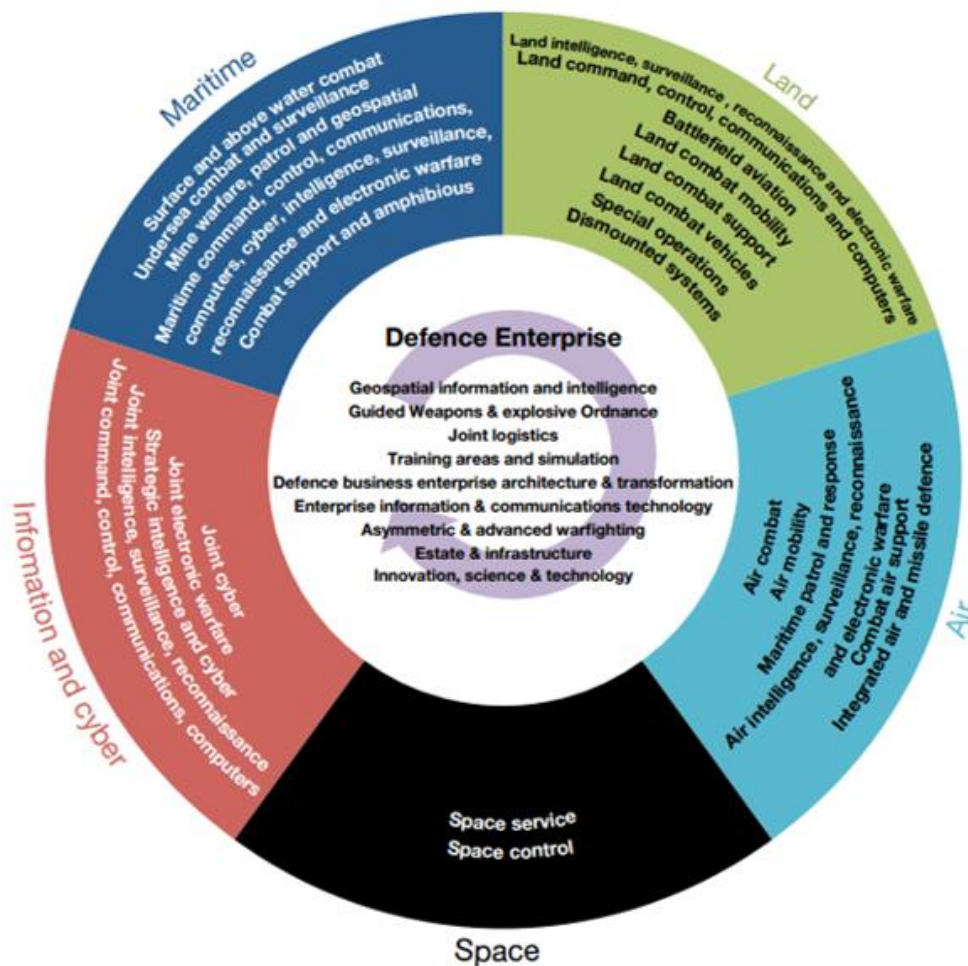 Maritime
Surface and above water combat
Undersea combat and surveillance
Mine warfare, patrol and geospatial
Maritime command, control, communications,
computers, cyber, intelligence, surveillance,
reconnaissance and electronic warfare
Combat support and amphibious
Land
Land intelligence, surveillance , reconnaissance and electronic warfare
Land command, control, communications and computers
Battlefield aviation
Land combat mobility
Land combat support
Land combat vehicles
Special operations
Dismounted systems
Defence Enterprise
Geospatial information and intelligence
Guided Weapons & explosive Ordnance
Joint logistics
Training areas and simulation
Defence business enterprise architecture & transformation
Enterprise information & communications technology
Asymmetric & advanced warfighting
Estate & infrastructure
Innovation, science & technology
Air
Air combat
Air mobility
Maritime patrol and response
Air intelligence, surveillance, reconnaissance
and electronic warfare
Combat air support
Integrated air and missile defence
Infomation and cyber
Joint cyber
Joint electronic warfare
Strategic intelligence and cyber
Joint intelligence, surveillance, reconnaissance
Joint command, control, communications, computers
Space service
Space control
Space